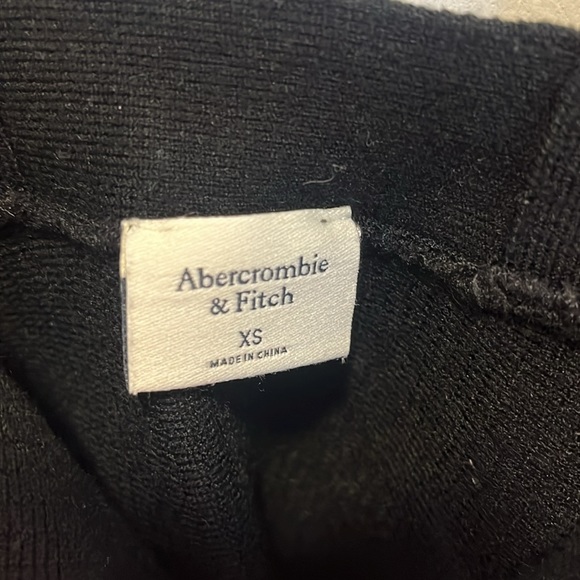 Abercrombie
& Fitch
XS
MADE IN CHINA